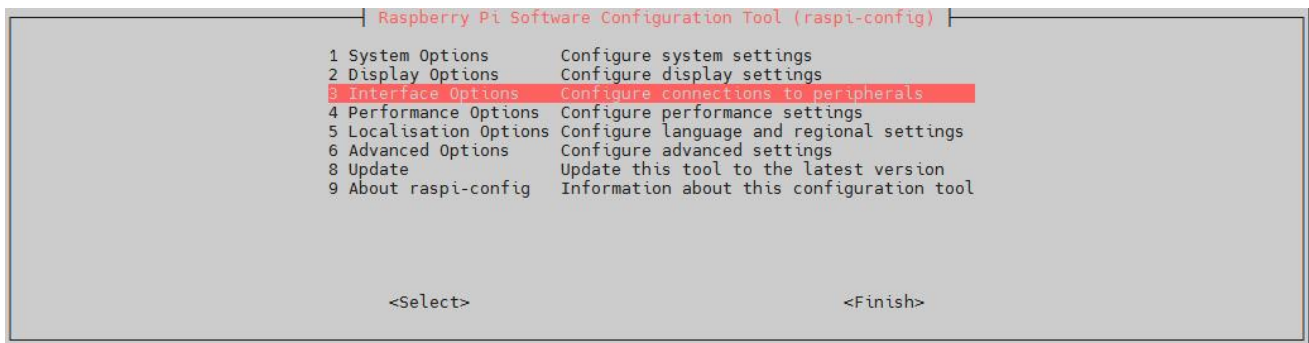 Raspberry Pi Software Configuration Tool (raspi-config)
1 System Options Configure system settings
2 Display Options Configure display settings
3 Interface Options Configure connections to peripherals
4 Performance Options Configure performance settings
5 Localisation Options Configure language and regional settings
6 Advanced Options Configure advanced settings
8 Update Update this tool to the latest version
9 About raspi-config Information about this configuration tool
<Select> <Finish>